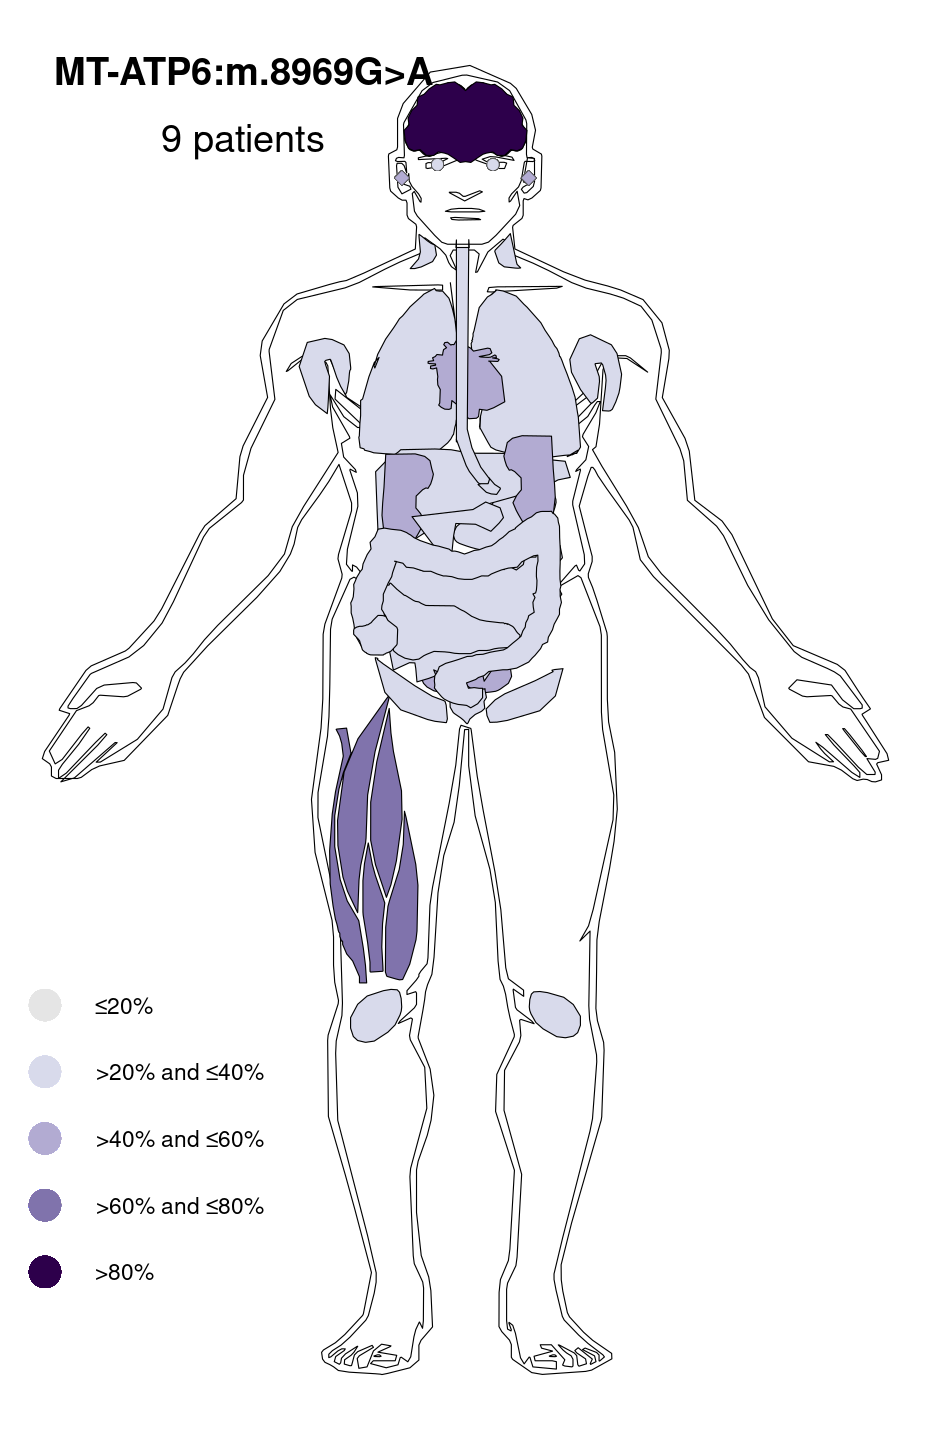 MT-ATP6:m.8969G>A
9 patients
≤20%
>20% and ≤40%
>40% and ≤60%
>60% and ≤80%
>80%